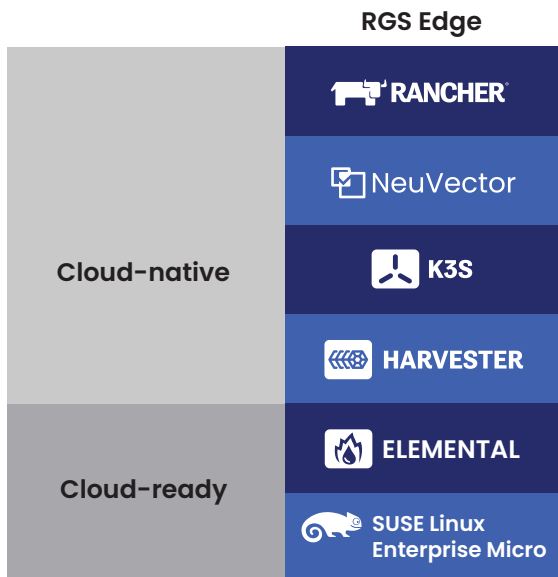 RGS Edge
RANCHER®
NeuVector
Cloud-native
K3S
HARVESTER
ELEMENTAL
Cloud-ready
SUSE Linux
Enterprise Micro